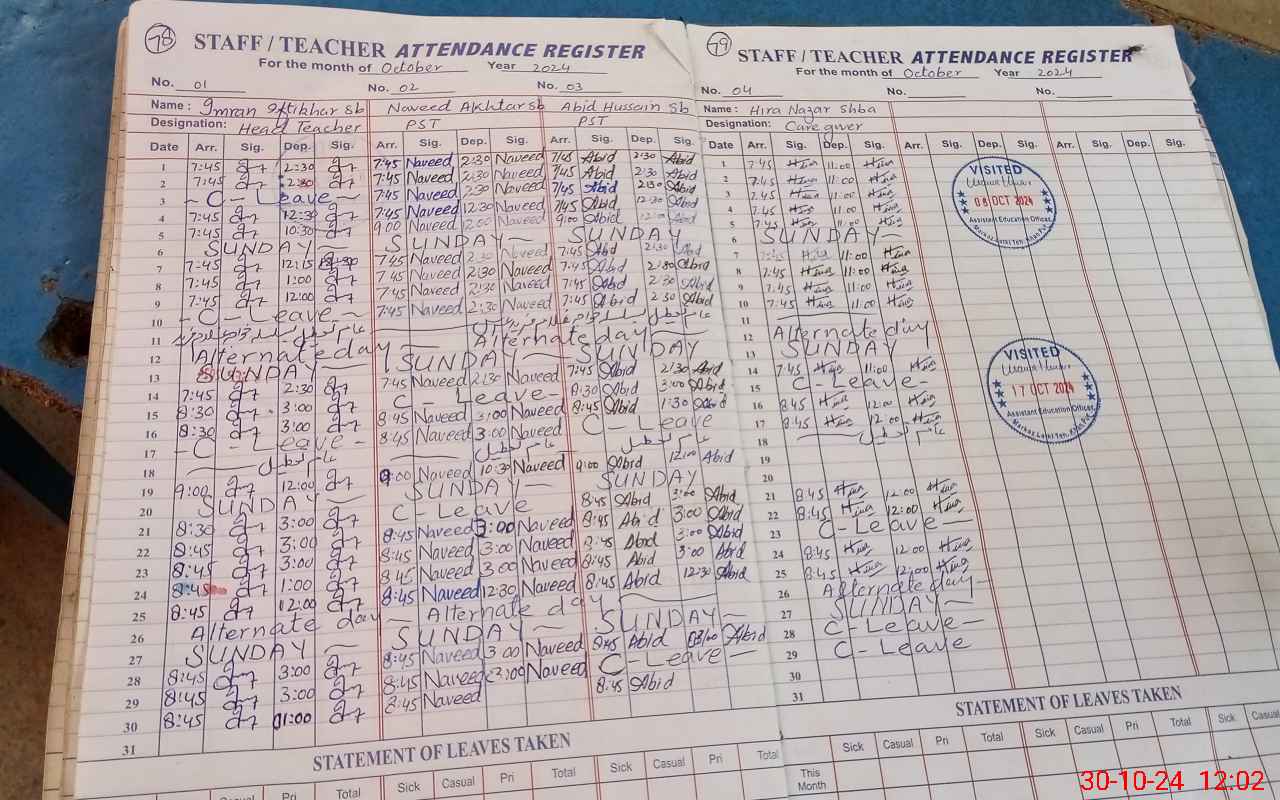 78
STAFF / TEACHER ATTENDANCE REGISTER
For the month of October Year 2024
No. 01 No. 02 No. 03
Name : Imran Iftikhar Sb Naveed Akhtar Sb Abid Hussain Sb
Designation: Head Teacher PST PST
Date Arr. Sig. Dep. Sig. Arr. Sig. Dep. Sig. Arr. Sig. Dep. Sig.
1 7:45 2:30 7:45 Naveed 2:30 Naveed 7:45 Abid 2:30 Abid
2 7:45 2:30 7:45 Naveed 2:30 Naveed 7:45 Abid 2:30 Abid
3 - C - Leave - 7:45 Naveed 2:30 Naveed 7:45 Abid 2:30 Abid
4 7:45 12:30 7:45 Naveed 12:30 Naveed 7:45 Abid 12:30 Abid
5 7:45 10:30 9:00 Naveed 12:00 Naveed 9:00 Abid 12:00 Abid
6 SUNDAY SUNDAY SUNDAY
7 7:45 12:15 7:45 Naveed 2:30 Naveed 7:45 Abid 2:30 Abid
8 7:45 1:00 7:45 Naveed 2:30 Naveed 7:45 Abid 2:30 Abid
9 7:45 12:00 7:45 Naveed 2:30 Naveed 7:45 Abid 2:30 Abid
10 - C - Leave - 7:45 Naveed 2:30 Naveed 7:45 Abid 2:30 Abid
11 عام تعطیل
12 Alternate day Alternate day
13 SUNDAY SUNDAY SUNDAY
14 7:45 2:30 7:45 Naveed 2:30 Naveed 7:45 Abid 2:30 Abid
15 8:30 3:00 C - Leave - 8:30 Abid 3:00 Abid
16 8:30 3:00 8:45 Naveed 3:00 Naveed 8:45 Abid 1:30 Abid
17 - C - Leave - 8:45 Naveed 3:00 Naveed C - Leave
18 عام تعطیل عام تعطیل
19 9:00 12:00 9:00 Naveed 10:30 Naveed 9:00 Abid 12:00 Abid
20 SUNDAY SUNDAY SUNDAY
21 8:30 3:00 C - Leave 8:45 Abid 3:00 Abid
22 8:45 3:00 8:45 Naveed 3:00 Naveed 8:45 Abid 3:00 Abid
23 8:45 3:00 8:45 Naveed 3:00 Naveed 8:45 Abid 3:00 Abid
24 8:45 1:00 8:45 Naveed 3:00 Naveed 8:45 Abid 3:00 Abid
25 8:45 12:00 8:45 Naveed 12:30 Naveed 8:45 Abid 12:30 Abid
26 Alternate day Alternate day
27 SUNDAY SUNDAY SUNDAY
28 8:45 3:00 8:45 Naveed 3:00 Naveed 8:45 Abid 03:00 Abid
29 8:45 3:00 8:45 Naveed 3:00 Naveed C - Leave -
30 8:45 01:00 8:45 Naveed 8:45 Abid
31
STATEMENT OF LEAVES TAKEN
Sick Casual Pri Total Sick Casual Pri Total
Casual Pri Total
79
STAFF / TEACHER ATTENDANCE REGISTER
For the month of October Year 2024
No. 04 No. No.
Name : Hira Nazar Shba
Designation: Caregiver
Date Arr. Sig. Dep. Sig. Arr. Sig. Dep. Sig. Arr. Sig. Dep. Sig.
1 7:45 Hira 11:00 Hira
2 7:45 Hira 11:00 Hira
3 7:45 Hira 11:00 Hira
4 7:45 Hira 11:00 Hira
5 7:45 Hira 11:00 Hira
6 SUNDAY
7 7:45 Hira 11:00 Hira
8 7:45 Hira 11:00 Hira
9 7:45 Hira 11:00 Hira
10 7:45 Hira 11:00 Hira
11
12 Alternate day
13 SUNDAY
14 7:45 Hira 11:00 Hira
15 C - Leave -
16 8:45 Hira 12:00 Hira
17 8:45 Hira 12:00 Hira
18 عام تعطیل
19
20
21 8:45 Hira 12:00 Hira
22 8:45 Hira 12:00 Hira
23 C - Leave -
24 8:45 Hira 12:00 Hira
25 8:45 Hira 12:00 Hira
26 Alternate day -
27 SUNDAY
28 C - Leave -
29 C - Leave
30
31
VISITED
08 OCT 2024
Assistant Education Officer,
VISITED
17 OCT 2024
Assistant Education Officer,
STATEMENT OF LEAVES TAKEN
Sick Casual Pri Total Sick Casual Pri Total Sick Casual
This Month
30-10-24 12:02